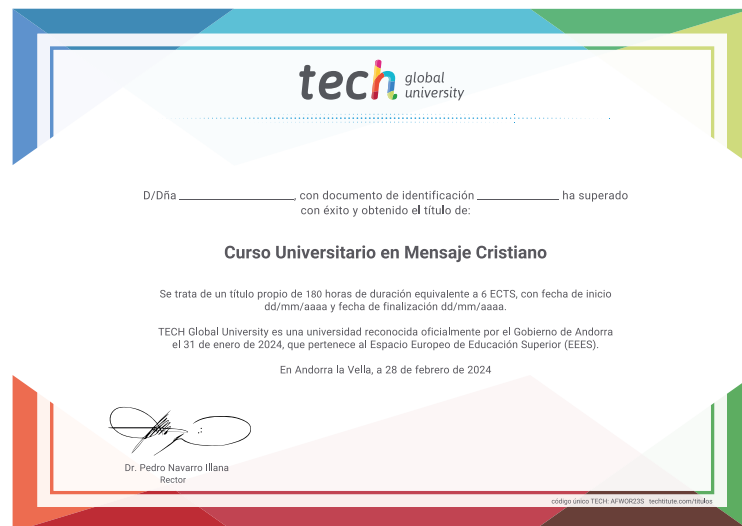 tech global
university
D/Dña ____________, con documento de identificación ____________ ha superado
con éxito y obtenido el título de:
Curso Universitario en Mensaje Cristiano
Se trata de un título propio de 180 horas de duración equivalente a 6 ECTS, con fecha de inicio
dd/mm/aaaa y fecha de finalización dd/mm/aaaa.
TECH Global University es una universidad reconocida oficialmente por el Gobierno de Andorra
el 31 de enero de 2024, que pertenece al Espacio Europeo de Educación Superior (EEES).
En Andorra la Vella, a 28 de febrero de 2024
Dr. Pedro Navarro Illana
Rector
código único TECH: AFWOR23S techtitute.com/titulos